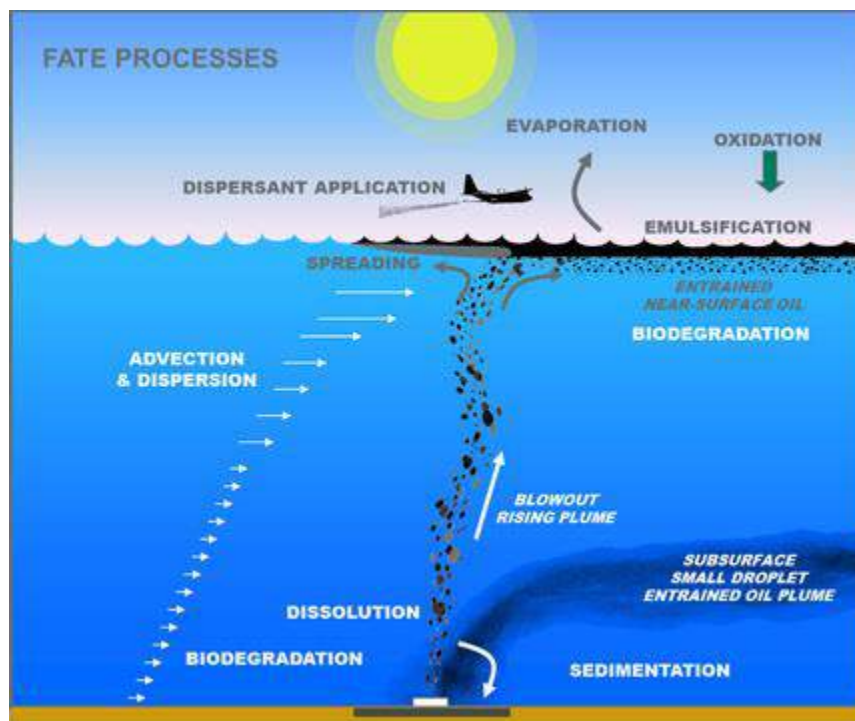 FATE PROCESSES
EVAPORATION
OXIDATION
DISPERSANT APPLICATION
EMULSIFICATION
SPREADING
ENTRAINED
NEAR-SURFACE OIL
BIODEGRADATION
ADVECTION
& DISPERSION
BLOWOUT
RISING PLUME
SUBSURFACE
SMALL DROPLET
ENTRAINED OIL PLUME
DISSOLUTION
BIODEGRADATION
SEDIMENTATION